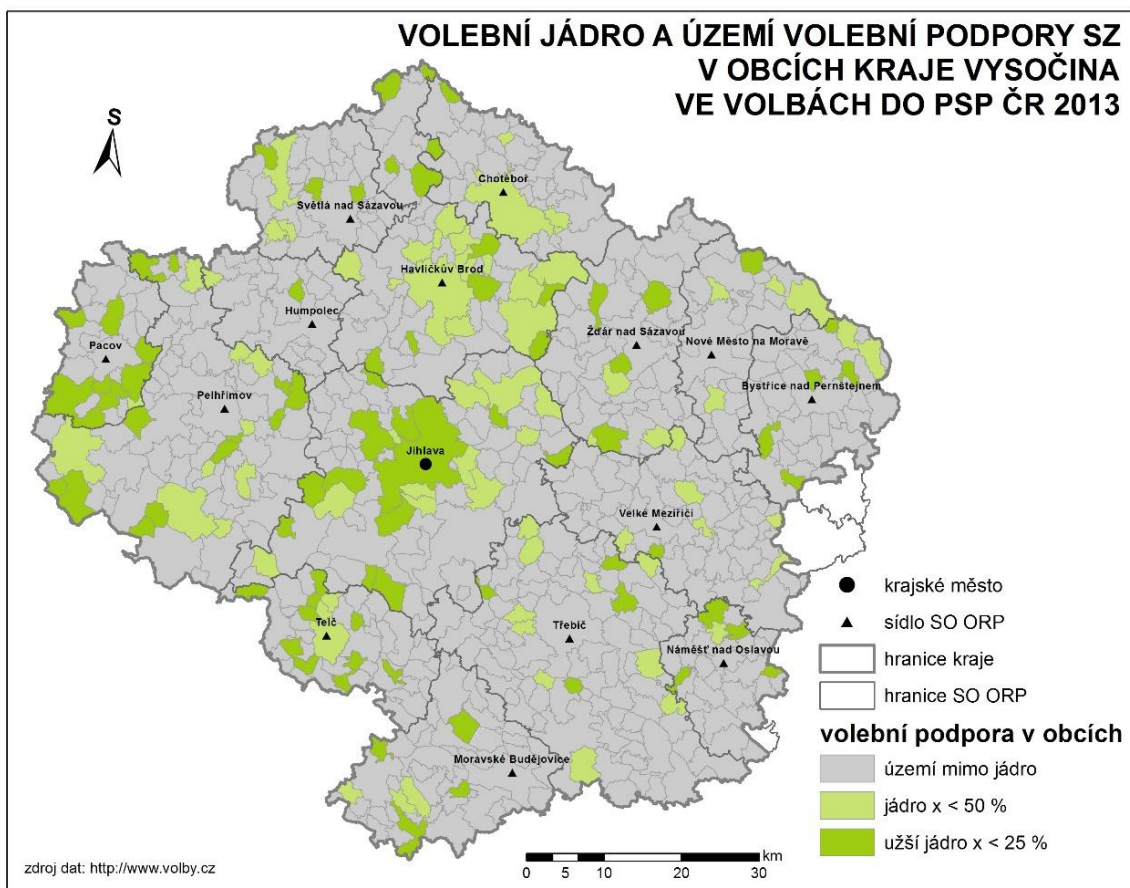 VOLEBNÍ JÁDRO A ÚZEMÍ VOLEBNÍ PODPORY SZ
V OBCÍCH KRAJE VYSOČINA
VE VOLBÁCH DO PSP ČR 2013
S
Chotěboř
Světlá nad Sázavou
Havlíčkův Brod
Humpolec
Pacov
Žďár nad Sázavou
Nové Město na Moravě
Bystřice nad Pernštejnem
Pelhřimov
Jihlava
Velké Meziříčí
Telč
Třebíč
Náměšť nad Oslavou
Moravské Budějovice
krajské město
sídlo SO ORP
hranice kraje
hranice SO ORP
volební podpora v obcích
území mimo jádro
jádro x < 50 %
užší jádro x < 25 %
zdroj dat: http://www.volby.cz
km
0 5 10 20 30